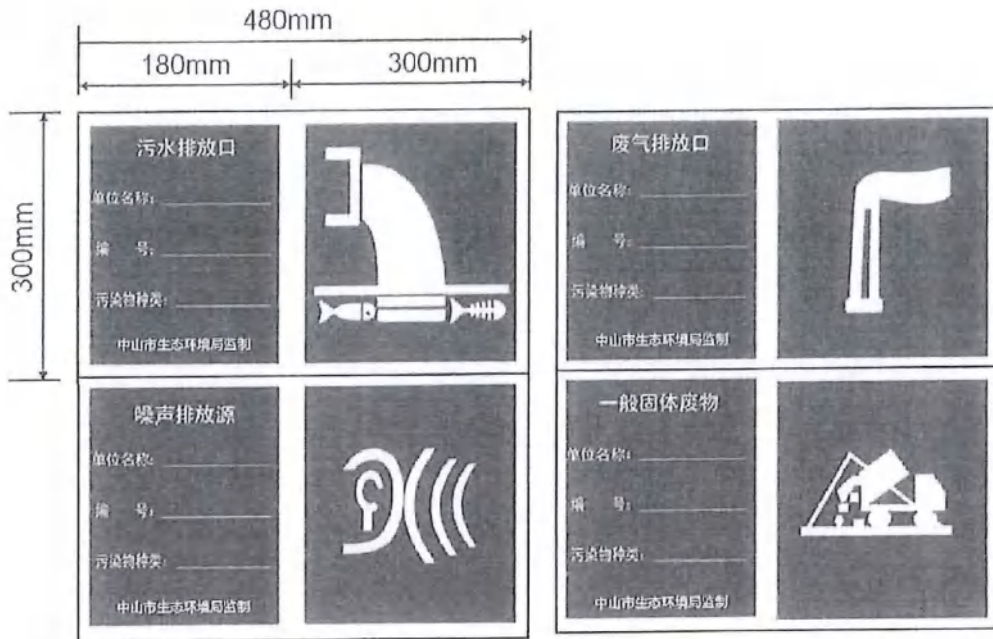 480mm
180mm
300mm
300mm
污水排放口
单位名称：
编 号：
污染物种类：
中山市生态环境局监制
废气排放口
单位名称：
编 号：
污染物种类：
中山市生态环境局监制
噪声排放源
单位名称：
编 号：
污染物种类：
中山市生态环境局监制
一般固体废物
单位名称：
编 号：
污染物种类：
中山市生态环境局监制